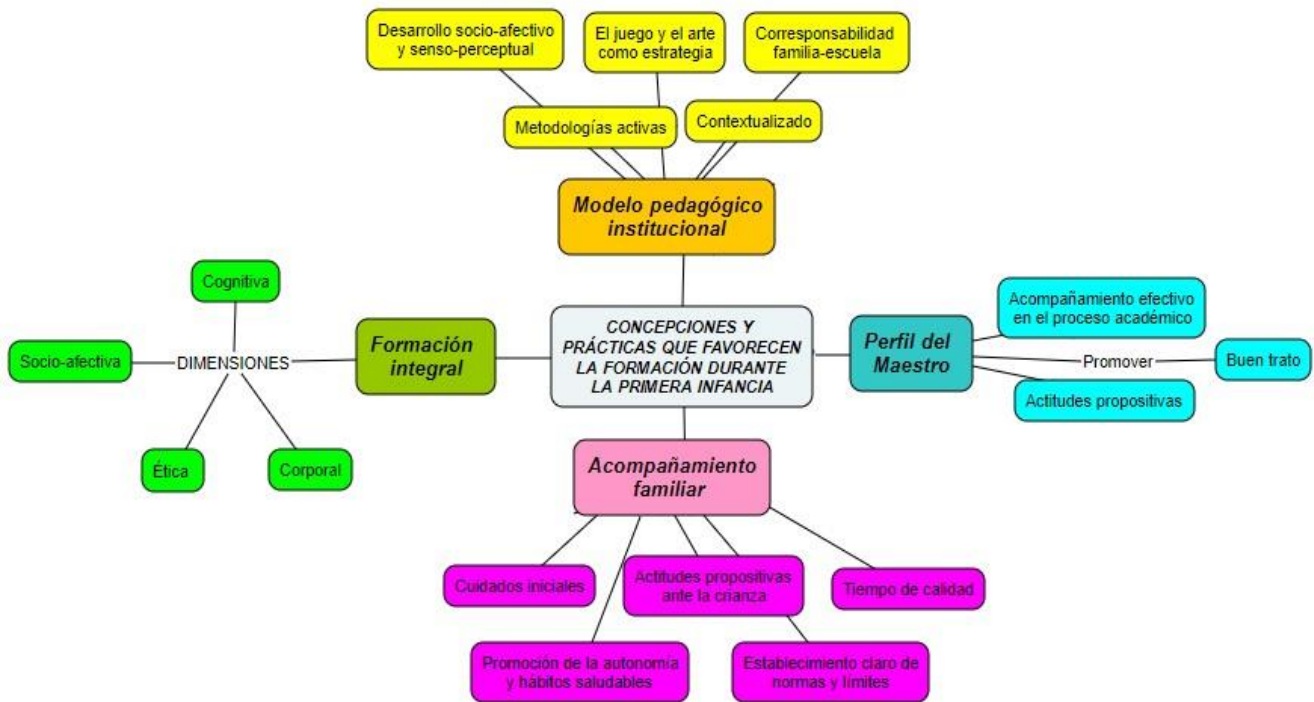 Desarrollo socio-afectivo
y senso-perceptual
El juego y el arte
como estrategia
Corresponsabilidad
familia-escuela
Metodologías activas
Contextualizado
Modelo pedagógico
institucional
Cognitiva
Socio-afectiva
DIMENSIONES
Ética
Corporal
Formación
integral
CONCEPCIONES Y
PRÁCTICAS QUE FAVORECEN
LA FORMACIÓN DURANTE
LA PRIMERA INFANCIA
Perfil del
Maestro
Acompañamiento efectivo
en el proceso académico
Promover
Buen trato
Actitudes propositivas
Acompañamiento
familiar
Cuidados iniciales
Actitudes propositivas
ante la crianza
Tiempo de calidad
Promoción de la autonomía
y hábitos saludables
Establecimiento claro de
normas y límites